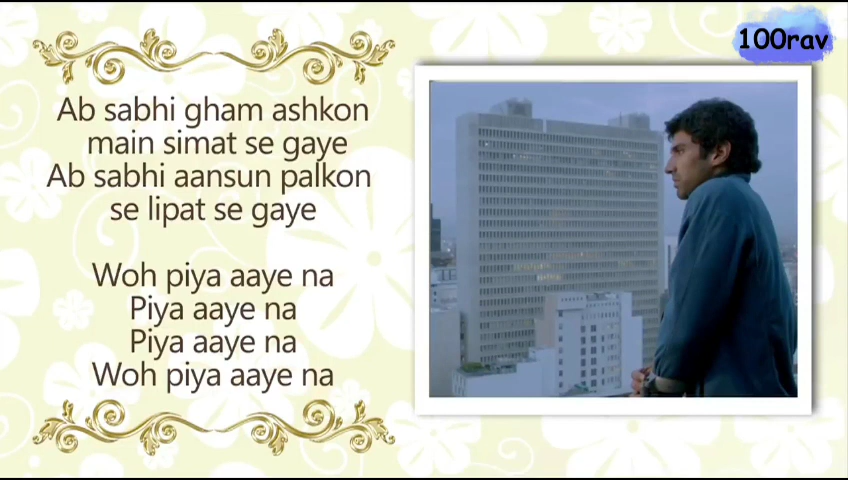 100rav
Ab sabhi gham ashkon
main simat se gaye
Ab sabhi aansun palkon
se lipat se gaye
Woh piya aaye na
Piya aaye na
Piya aaye na
Woh piya aaye na